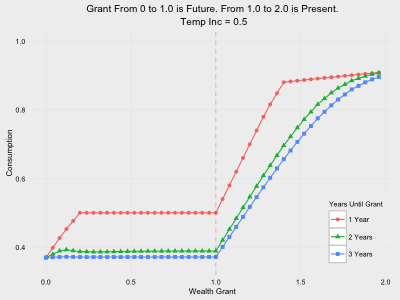 Grant From 0 to 1.0 is Future. From 1.0 to 2.0 is Present.
Temp Inc = 0.5
1.0
0.8
0.6
0.4
Consumption
0.0
0.5
1.0
1.5
2.0
Wealth Grant
Years Until Grant
1 Year
2 Years
3 Years